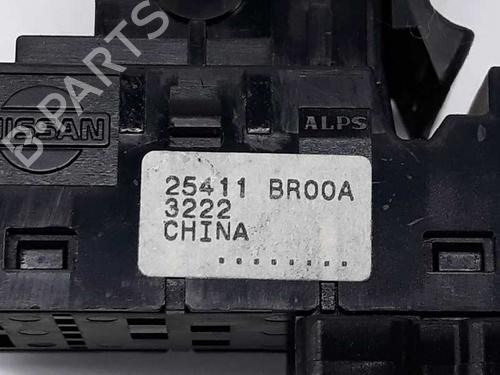 B-PARTS
NISSAN
ALPS
25411 BR00A
3222
CHINA